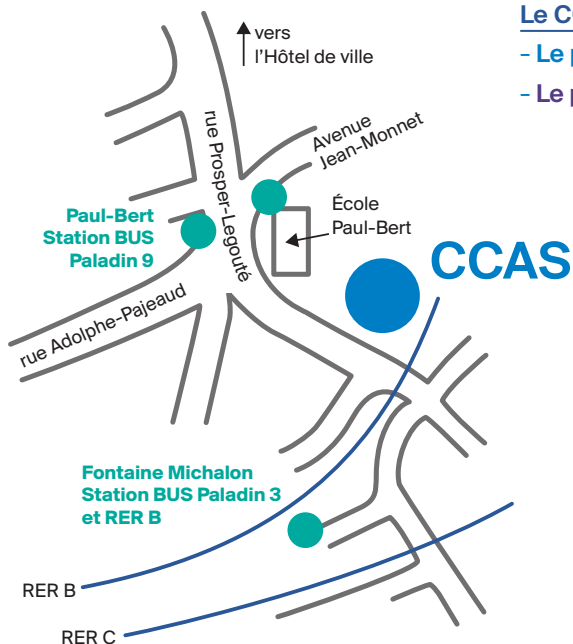 Le CC
- Le p
- Le p
vers
l'Hôtel de ville
rue Prosper-Legouté
Avenue
Jean-Monnet
École
Paul-Bert
Paul-Bert
Station BUS
Paladin 9
CCAS
rue Adolphe-Pajeaud
Fontaine Michalon
Station BUS Paladin 3
et RER B
RER B
RER C